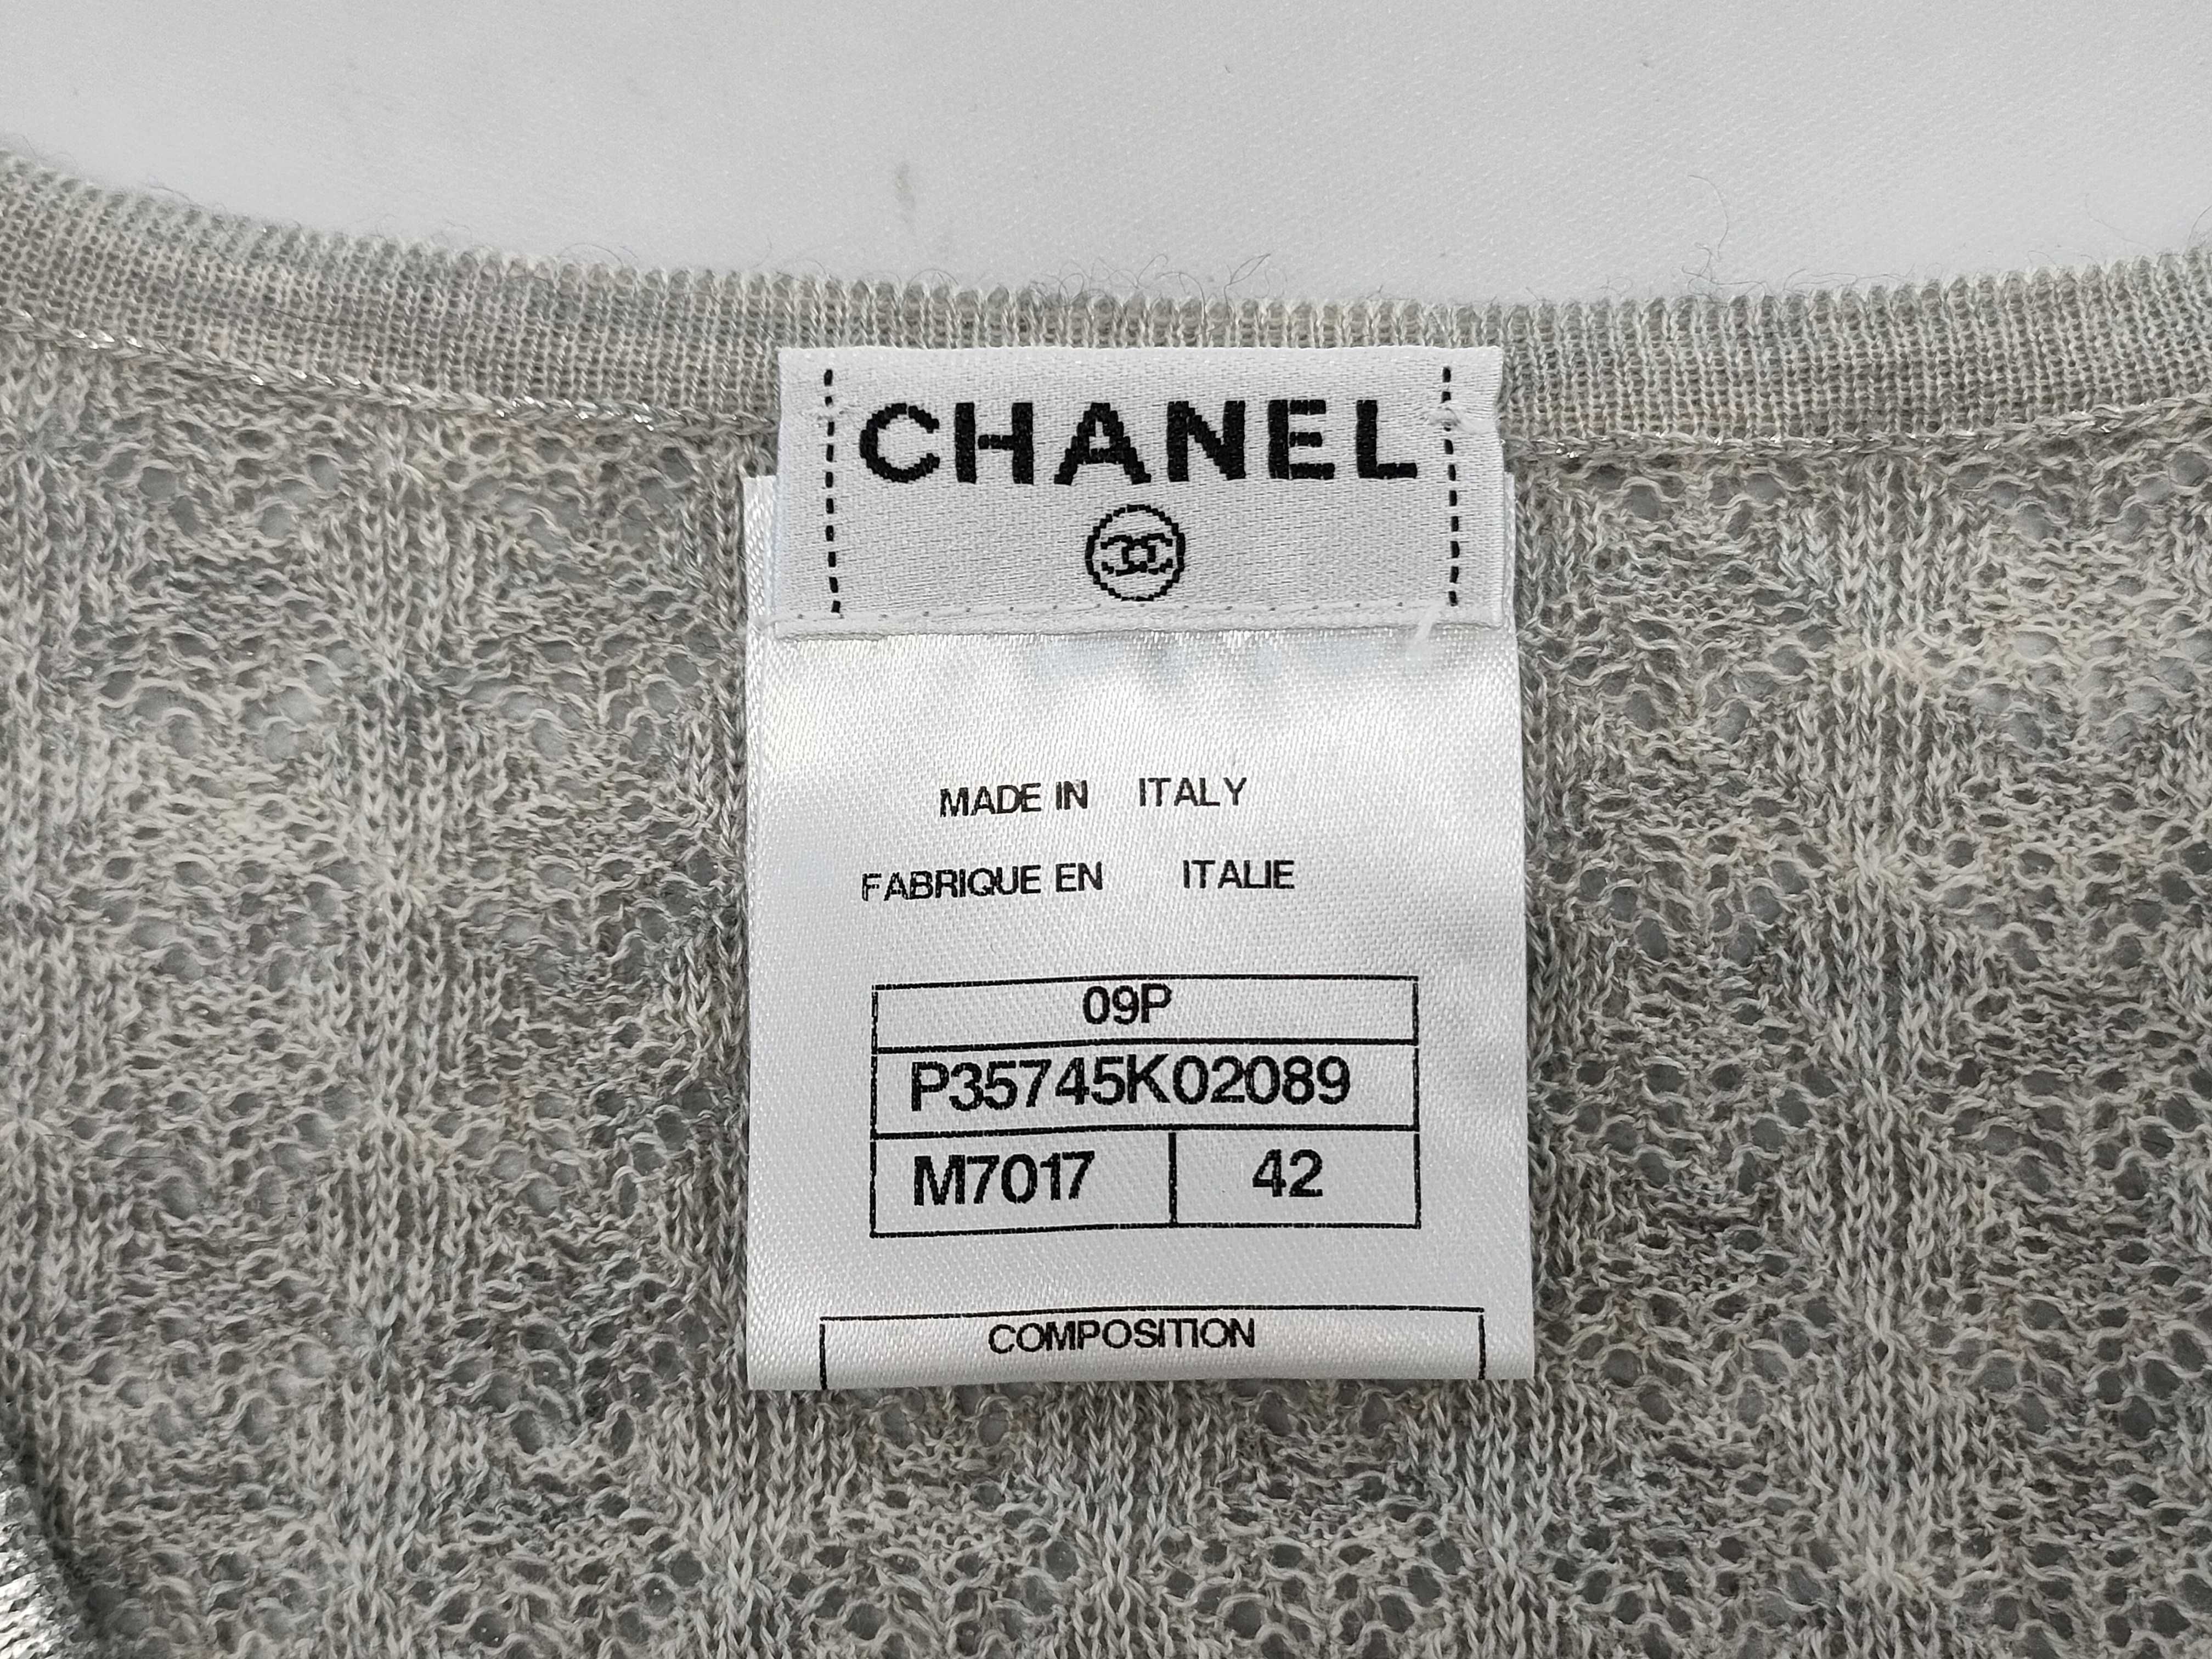 CHANEL
MADE IN ITALY
FABRIQUE EN ITALIE
09P
P35745K02089
M7017 42
COMPOSITION